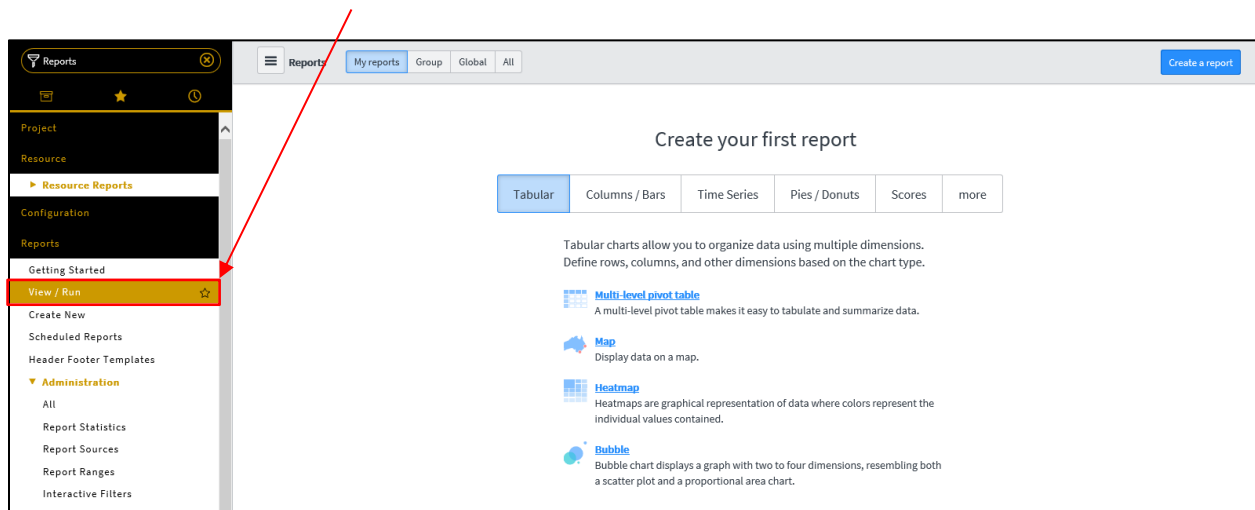 Reports
Reports
My reports
Group
Global
All
Create a report
Project
Resource
Resource Reports
Configuration
Reports
Getting Started
View / Run
Create New
Scheduled Reports
Header Footer Templates
Administration
All
Report Statistics
Report Sources
Report Ranges
Interactive Filters
Create your first report
Tabular
Columns / Bars
Time Series
Pies / Donuts
Scores
more
Tabular charts allow you to organize data using multiple dimensions.
Define rows, columns, and other dimensions based on the chart type.
Multi-level pivot table
A multi-level pivot table makes it easy to tabulate and summarize data.
Map
Display data on a map.
Heatmap
Heatmaps are graphical representation of data where colors represent the
individual values contained.
Bubble
Bubble chart displays a graph with two to four dimensions, resembling both
a scatter plot and a proportional area chart.